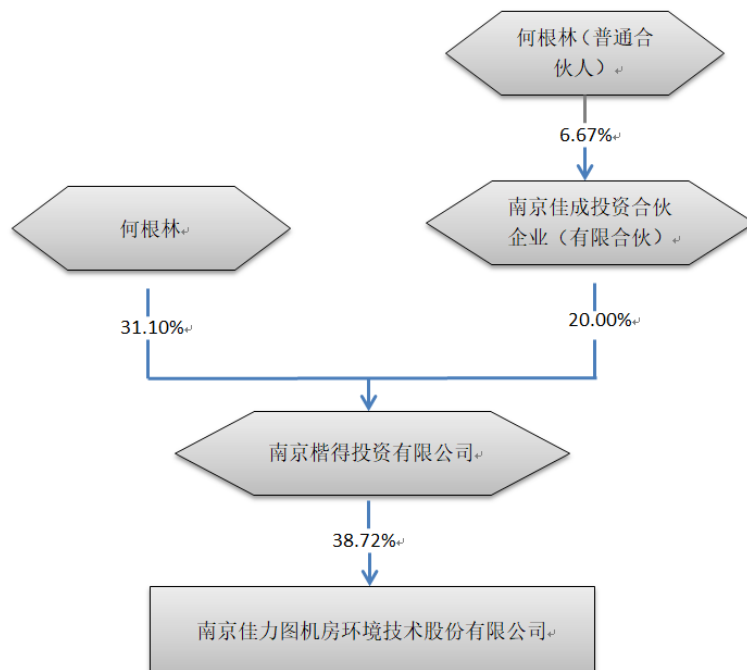 何根林（普通合
伙人）
6.67%
南京佳成投资合伙
企业（有限合伙）
何根林
31.10%
20.00%
南京楷得投资有限公司
38.72%
南京佳力图机房环境技术股份有限公司